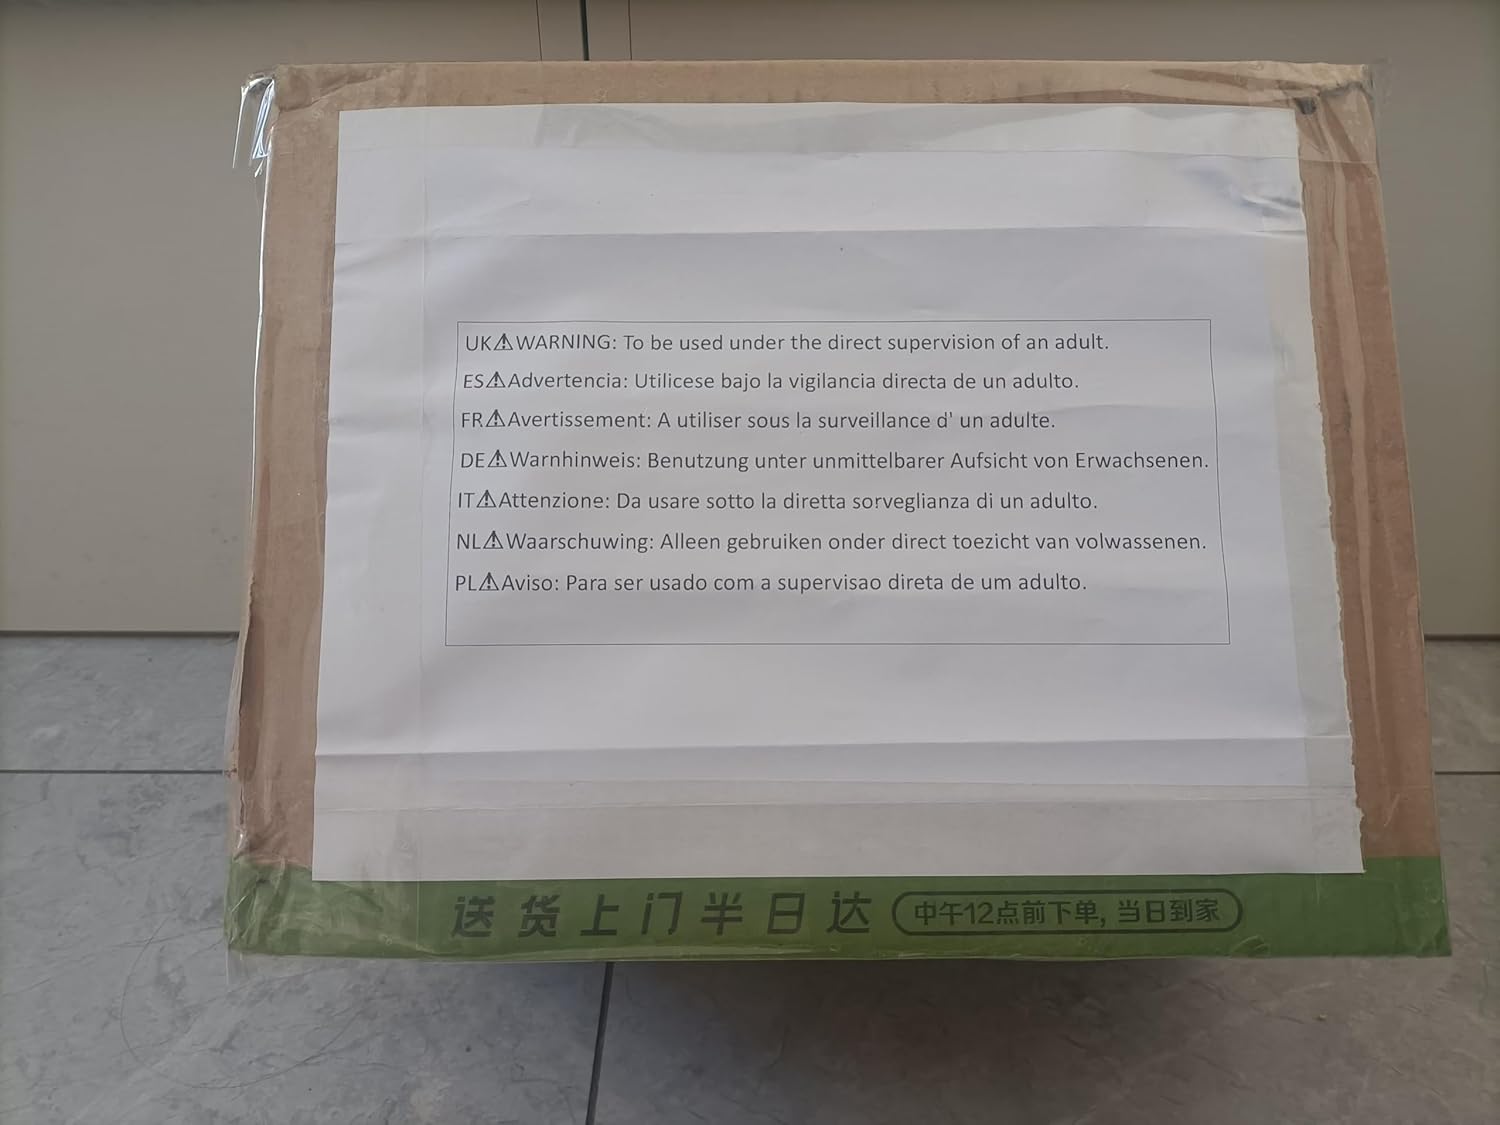 UK⚠WARNING: To be used under the direct supervision of an adult.
ES⚠Advertencia: Utilicese bajo la vigilancia directa de un adulto.
FR⚠Avertissement: A utiliser sous la surveillance d' un adulte.
DE⚠Warnhinweis: Benutzung unter unmittelbarer Aufsicht von Erwachsenen.
IT⚠Attenzione: Da usare sotto la diretta sorveglianza di un adulto.
NL⚠Waarschuwing: Alleen gebruiken onder direct toezicht van volwassenen.
PL⚠Aviso: Para ser usado com a supervisao direta de um adulto.
送货上门半日达 中午12点前下单, 当日到家